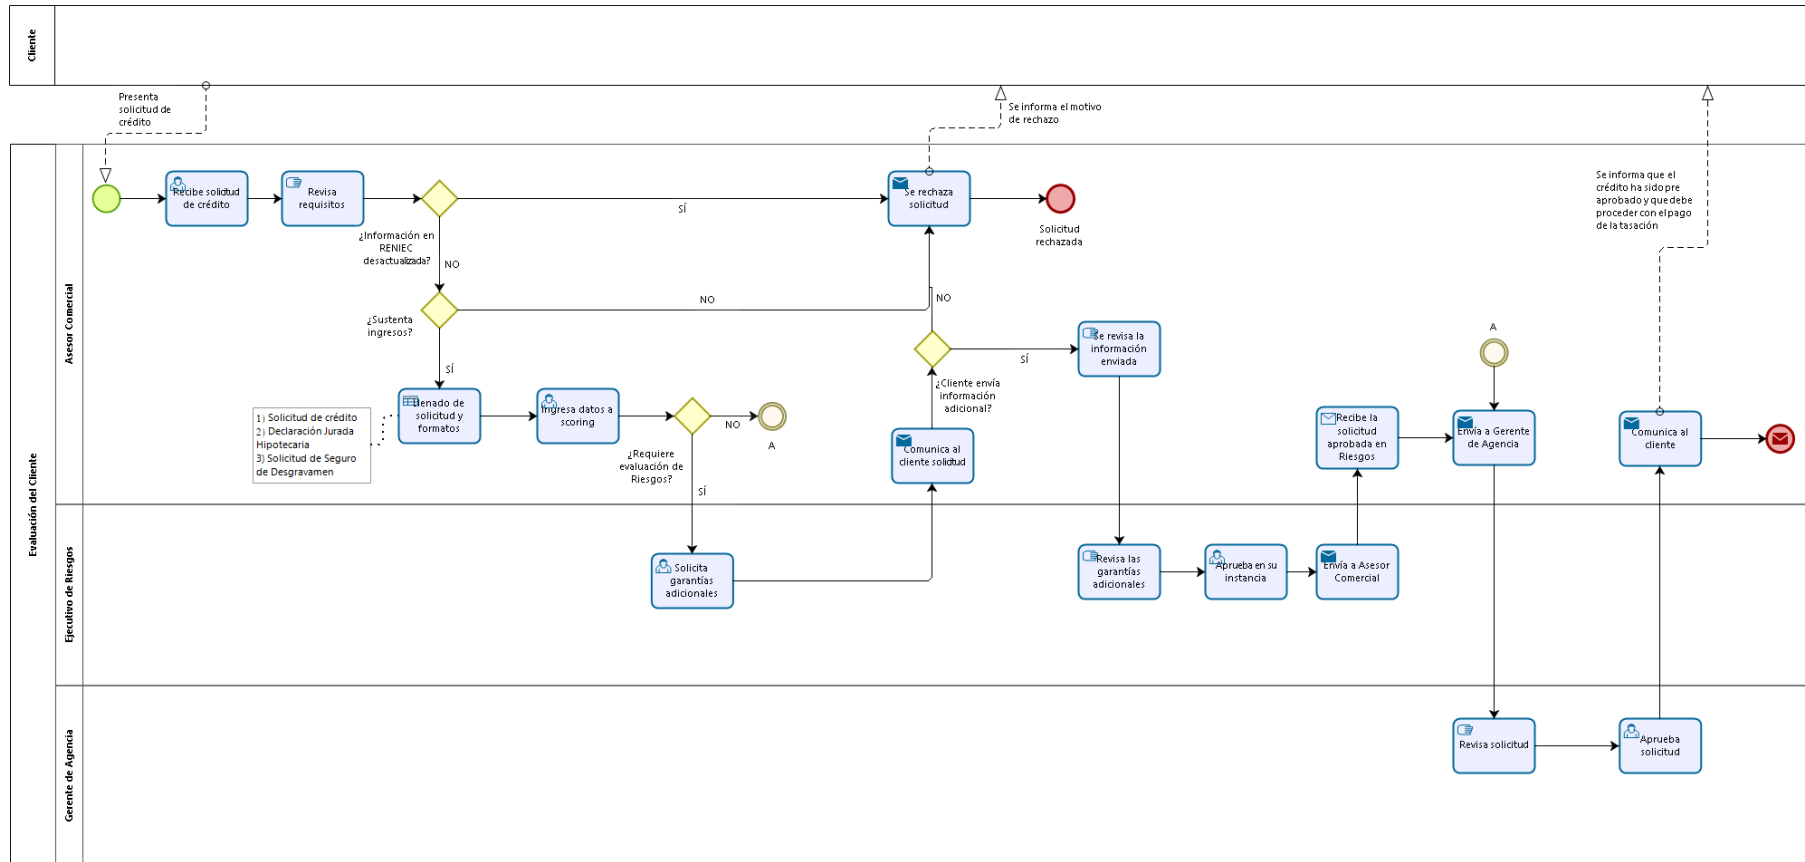 Cliente
Presenta
solicitud de
crédito
Se informa el motivo
de rechazo
Se informa que el
crédito ha sido pre
aprobado y que debe
proceder con el pago
de la tasación
Evaluación del Cliente
Asesor Comercial
Recibe solicitud
de crédito
Revisa
requisitos
¿Información en
RENIEC
desactualizada?
SÍ
NO
Se rechaza
solicitud
Solicitud
rechazada
¿Sustenta
ingresos?
NO
SÍ
Llenado de
solicitud y
formatos
1) Solicitud de crédito
2) Declaración Jurada
Hipotecaria
3) Solicitud de Seguro
de Desgravamen
Ingresa datos a
scoring
¿Requiere
evaluación de
Riesgos?
NO
A
SÍ
Comunica al
cliente solicitud
¿Cliente envía
información
adicional?
NO
SÍ
Se revisa la
información
enviada
Recibe la
solicitud
aprobada en
Riesgos
A
Envía a Gerente
de Agencia
Comunica al
cliente
Ejecutivo de Riesgos
Solicita
garantías
adicionales
Revisa las
garantías
adicionales
Aprueba en su
instancia
Envía a Asesor
Comercial
Gerente de Agencia
Revisa solicitud
Aprueba
solicitud